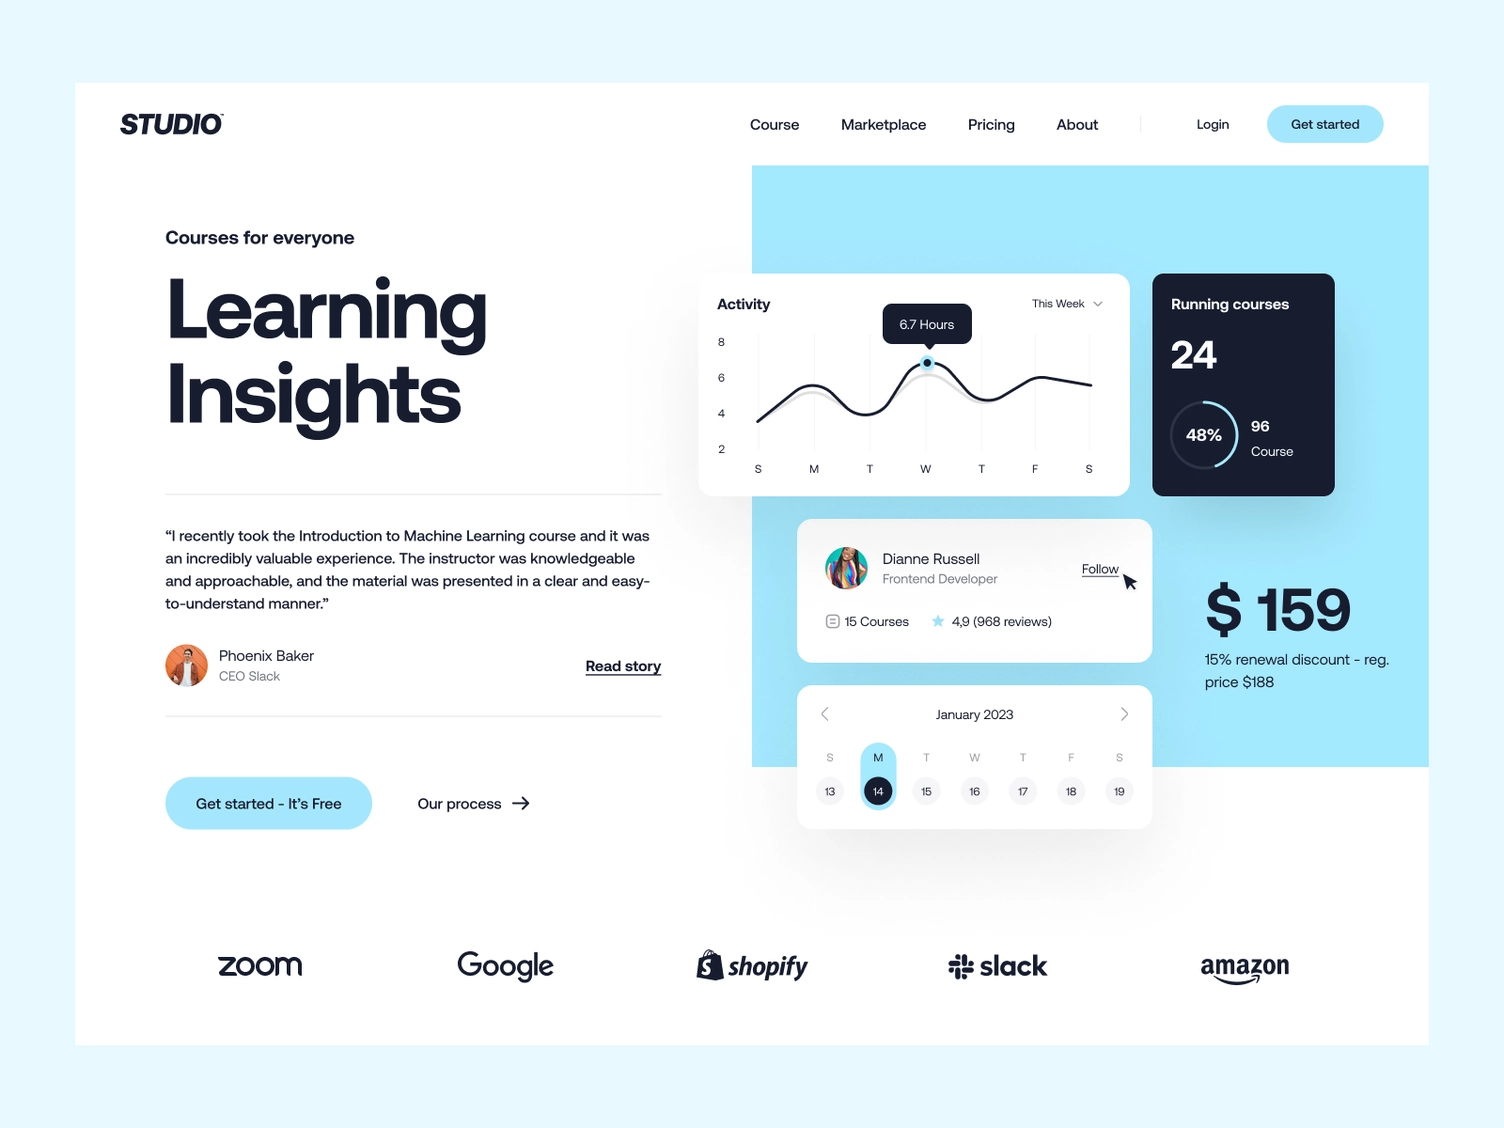 STUDIO
Course Marketplace Pricing About Login Get started
Courses for everyone
Learning
Insights
“I recently took the Introduction to Machine Learning course and it was
an incredibly valuable experience. The instructor was knowledgeable
and approachable, and the material was presented in a clear and easy-
to-understand manner.”
Phoenix Baker
CEO Slack
Read story
Get started - It’s Free
Our process
Activity
This Week
6.7 Hours
8
6
4
2
S M T W T F S
Running courses
24
48%
96
Course
Dianne Russell
Frontend Developer
Follow
15 Courses
4,9 (968 reviews)
$ 159
15% renewal discount - reg.
price $188
January 2023
S M T W T F S
13 14 15 16 17 18 19
zoom
Google
shopify
slack
amazon